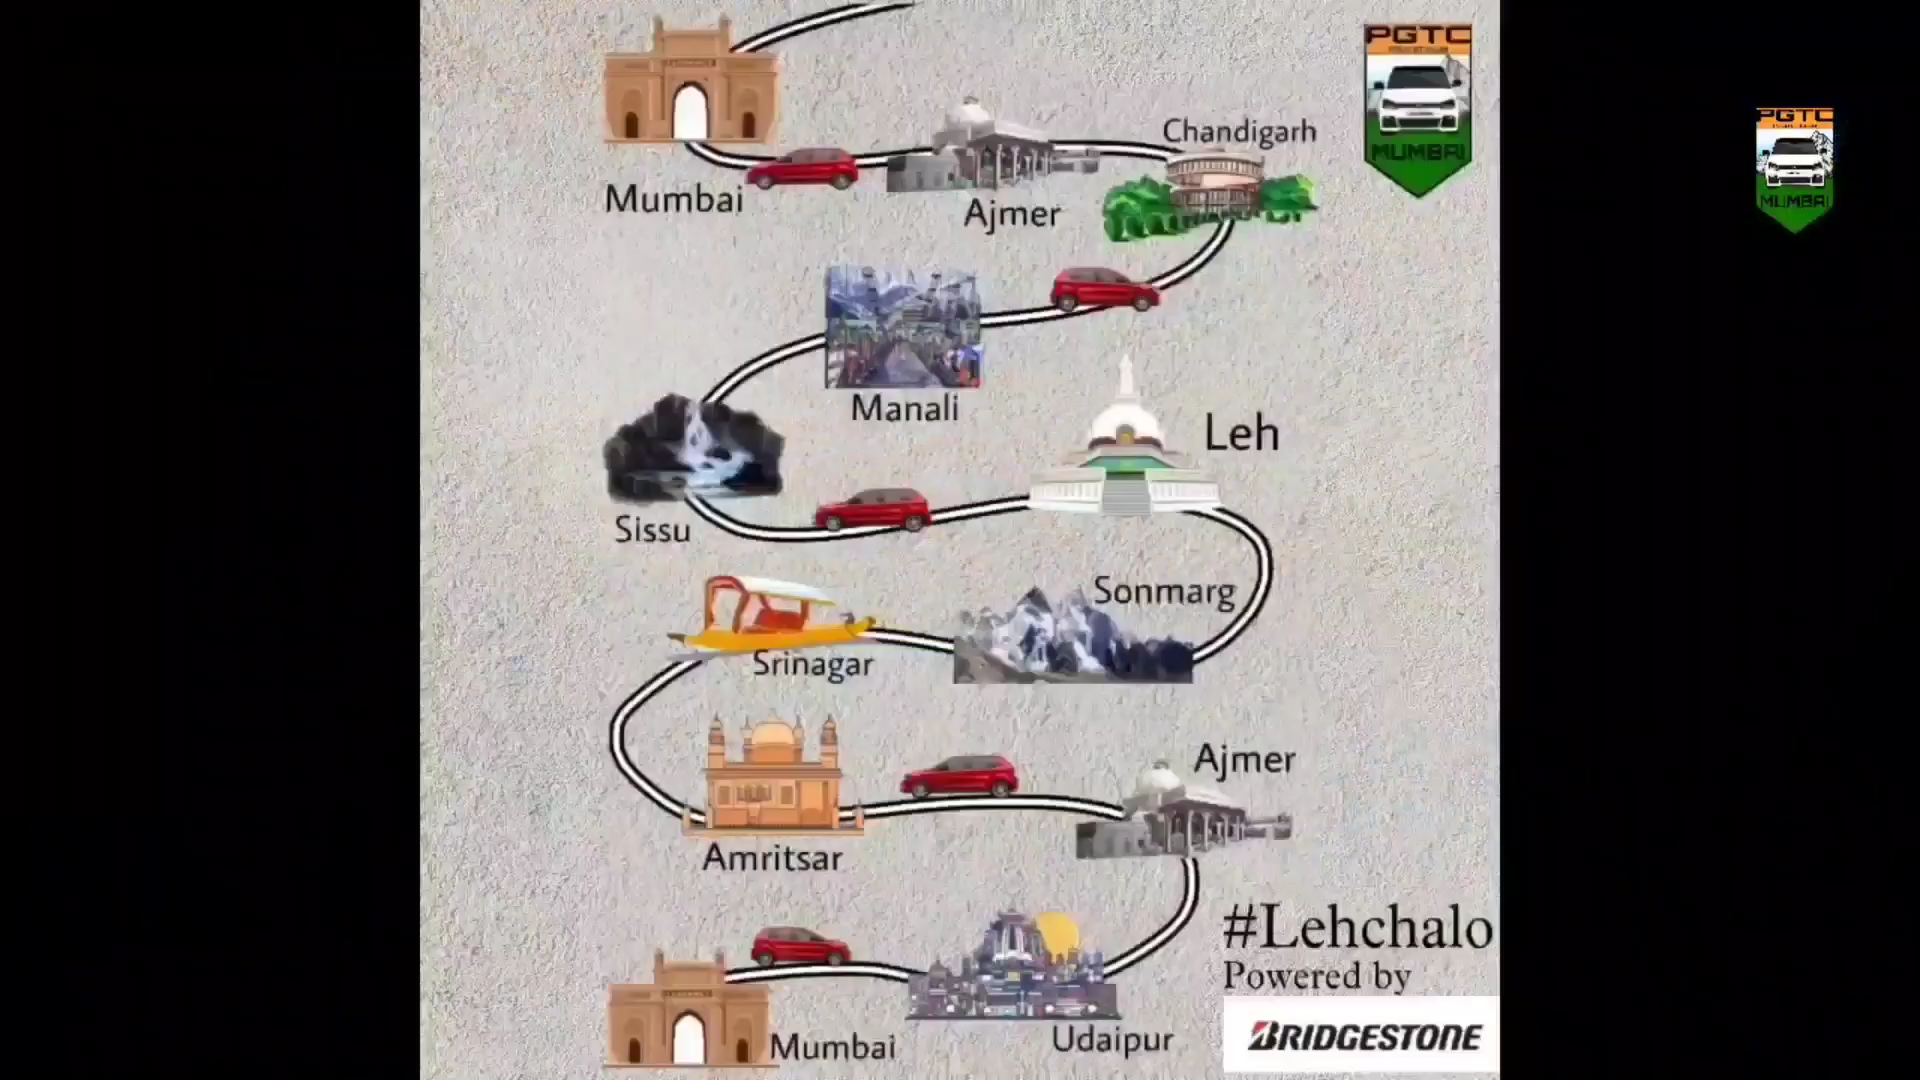 PGTC
MUMBAI
PGTC
MUMBAI
Mumbai
Ajmer
Chandigarh
Manali
Sissu
Leh
Sonmarg
Srinagar
Amritsar
Ajmer
Udaipur
Mumbai
#Lehchalo
Powered by
BRIDGESTONE